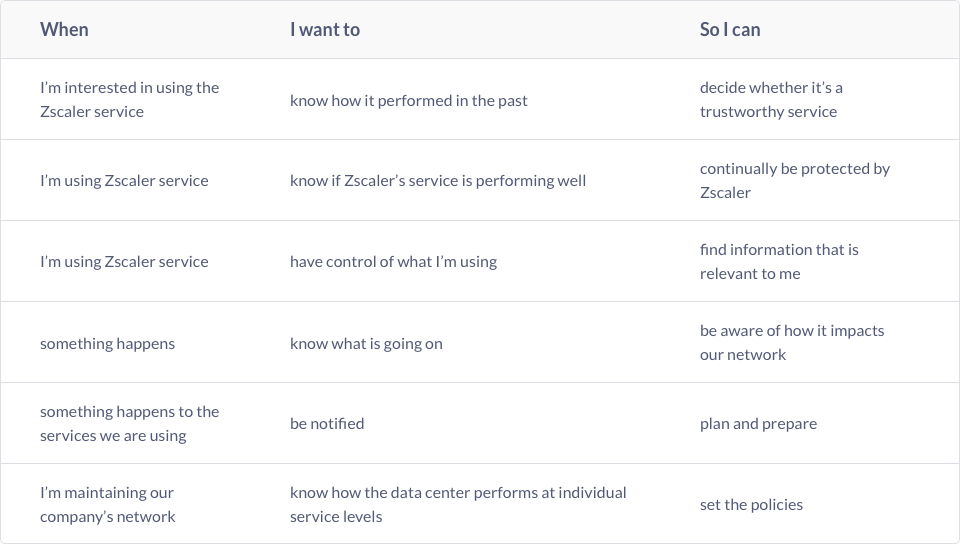 When I want to So I can
I’m interested in using the
Zscaler service
know how it performed in the past
decide whether it’s a
trustworthy service
I’m using Zscaler service
know if Zscaler’s service is performing well
continually be protected by
Zscaler
I’m using Zscaler service
have control of what I’m using
find information that is
relevant to me
something happens
know what is going on
be aware of how it impacts
our network
something happens to the
services we are using
be notified
plan and prepare
I’m maintaining our
company’s network
know how the data center performs at individual
service levels
set the policies